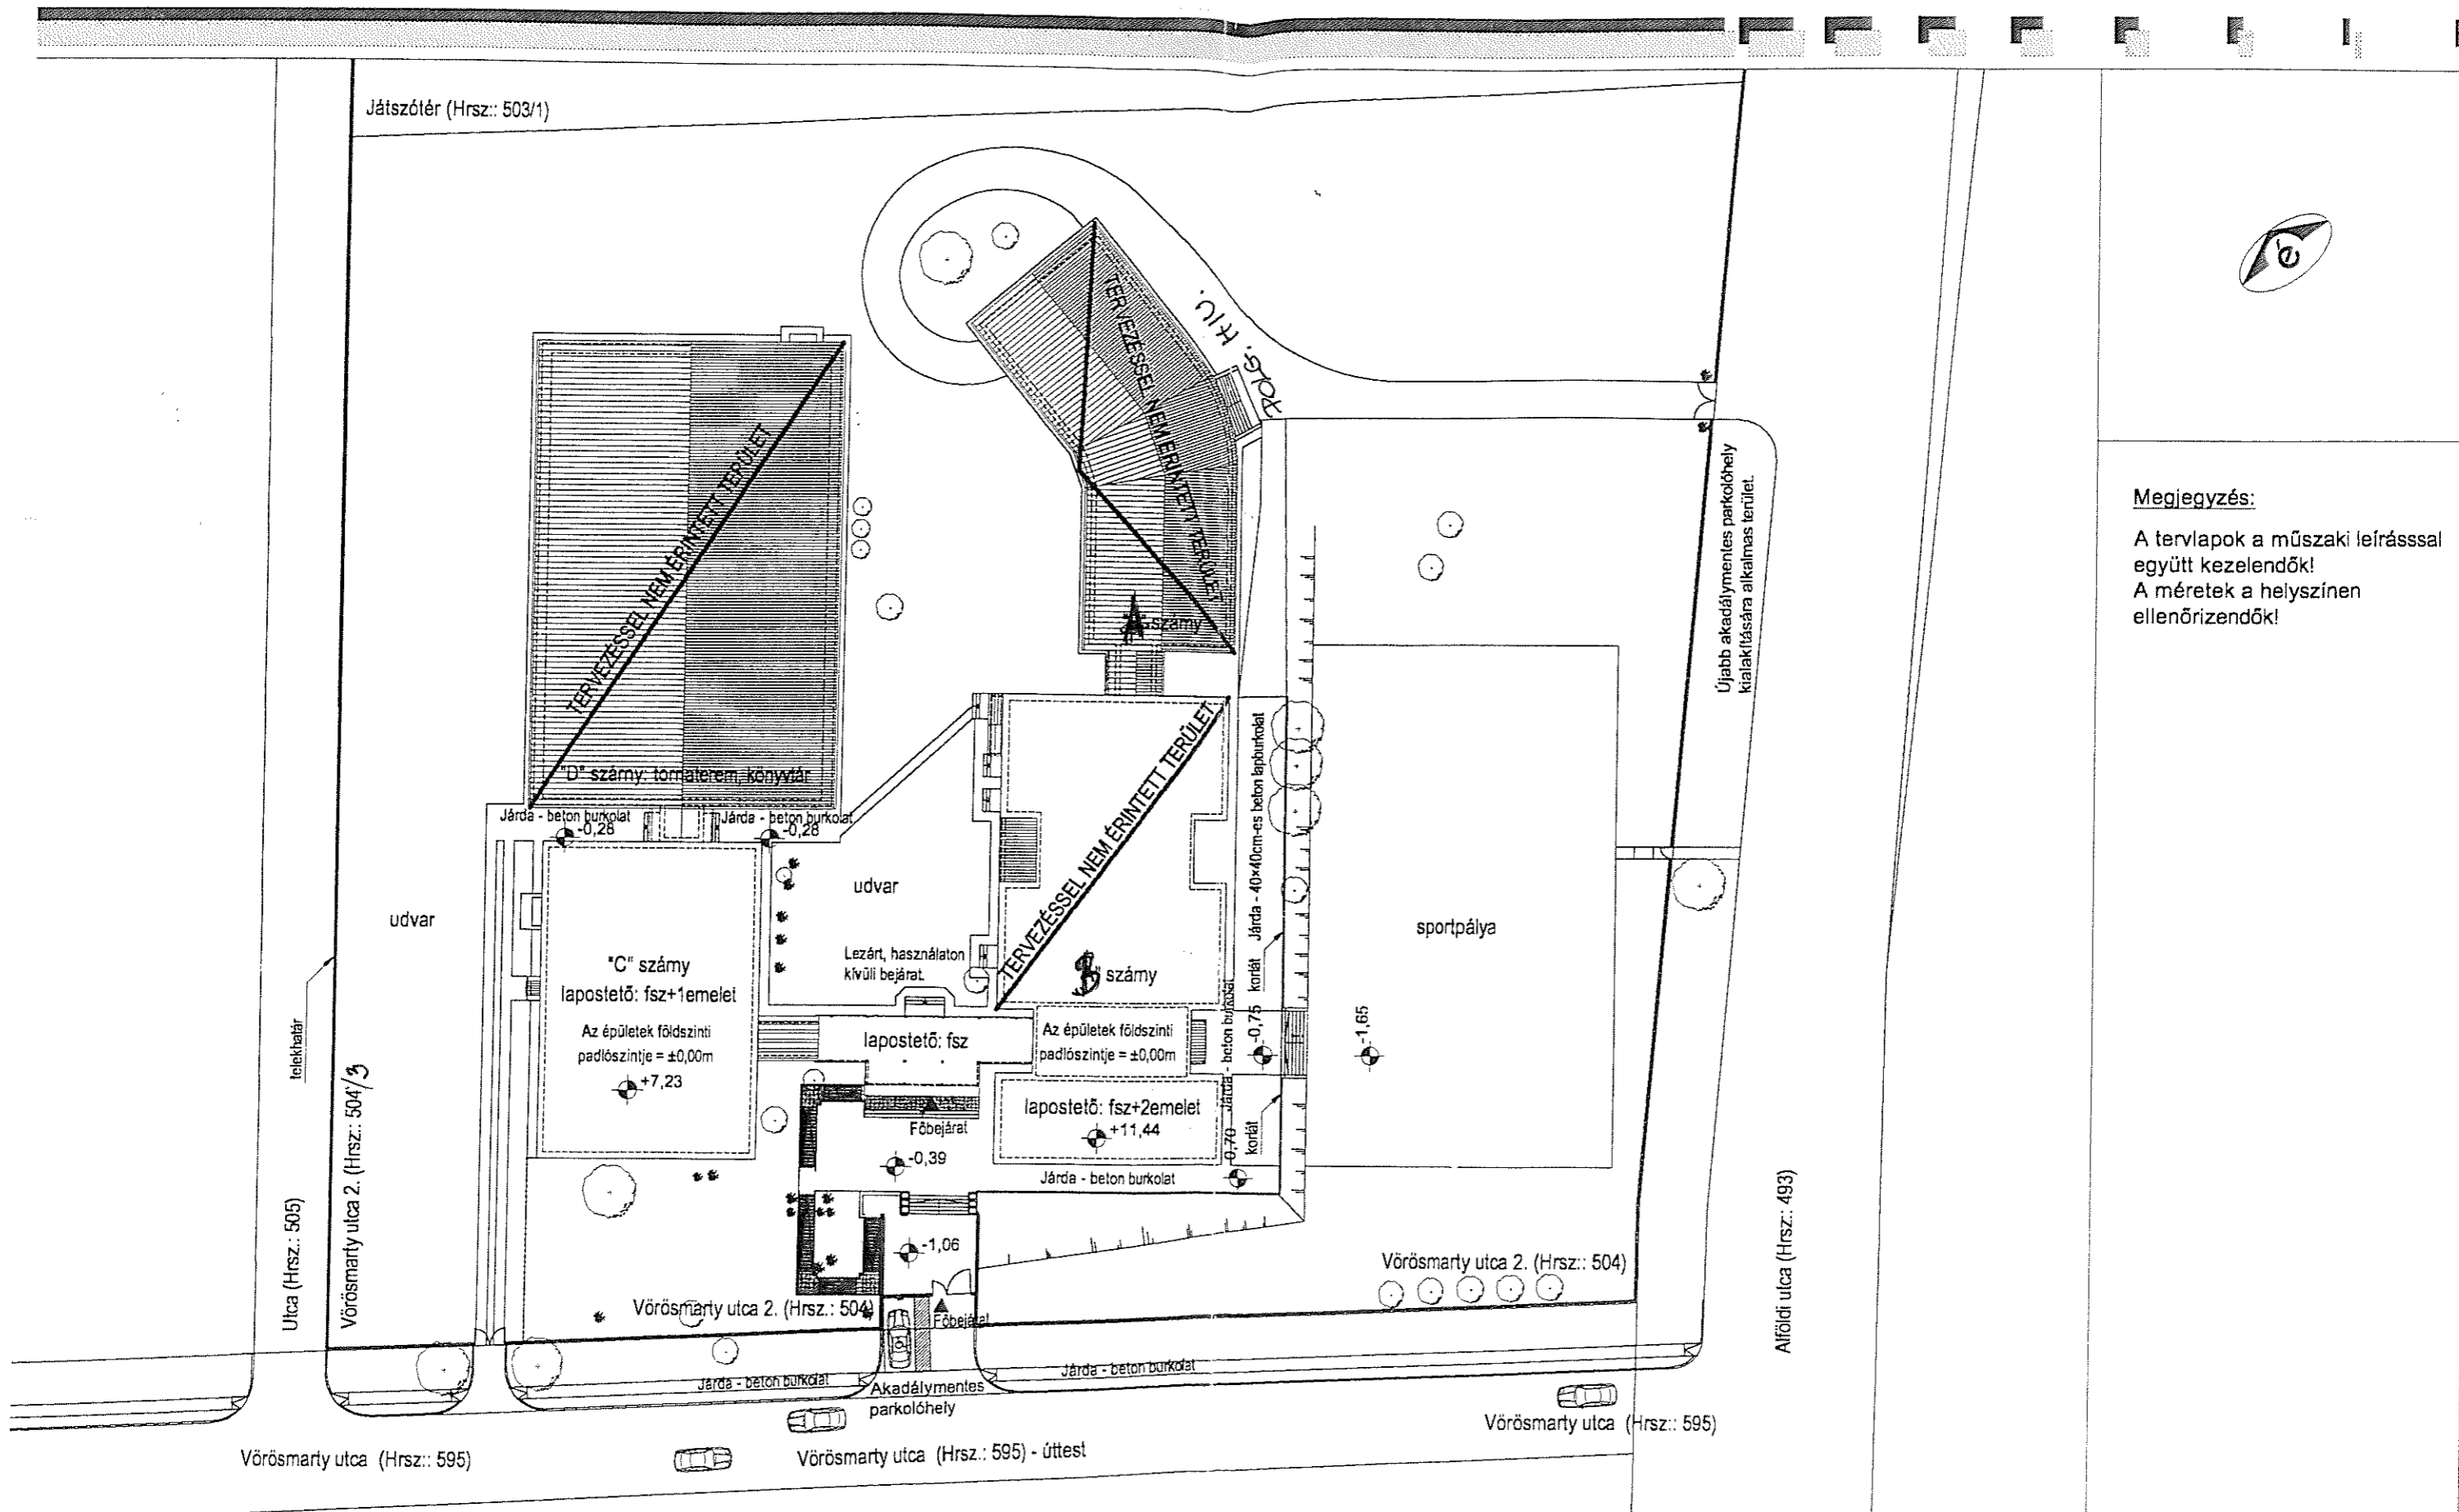 Játszótér (Hrsz:: 503/1)
é
POLG. HIV.
TERVEZÉSSEL NEM ÉRINTETT TERÜLET
TERVEZÉSSEL NEM ÉRINTETT TERÜLET
Megjegyzés:
A tervlapok a műszaki leírásssal
együtt kezelendők!
A méretek a helyszínen
ellenőrizendők!
Újabb akadálymentes parkolóhely
kialakítására alkalmas terület.
A szárny
"D" szárny: tornaterem, könyvtár
Járda - beton burkolat
-0,28
Járda - beton burkolat
-0,28
TERVEZÉSSEL NEM ÉRINTETT TERÜLET
Járda - 40×40cm-es beton lapburkolat
korlát
udvar
udvar
sportpálya
Lezárt, használaton
kívüli bejárat.
"C" szárny
lapostető: fsz+1emelet
Az épületek földszinti
padlószintje = ±0,00m
+7,23
B szárny
lapostető: fsz
Az épületek földszinti
padlószintje = ±0,00m
Járda - beton burkolat
-0,75
-1,65
lapostető: fsz+2emelet
+11,44
-0,70
korlát
Főbejárat
-0,39
Járda - beton burkolat
-1,06
telekhatár
Utca (Hrsz.: 505)
Vörösmarty utca 2. (Hrsz:: 504/3
Vörösmarty utca 2. (Hrsz.: 504)
Főbejárat
Vörösmarty utca 2. (Hrsz:: 504)
Alföldi utca (Hrsz:: 493)
Járda - beton burkolat
Akadálymentes
parkolóhely
Járda - beton burkolat
Vörösmarty utca (Hrsz:: 595)
Vörösmarty utca (Hrsz.: 595) - úttest
Vörösmarty utca (Hrsz:: 595)